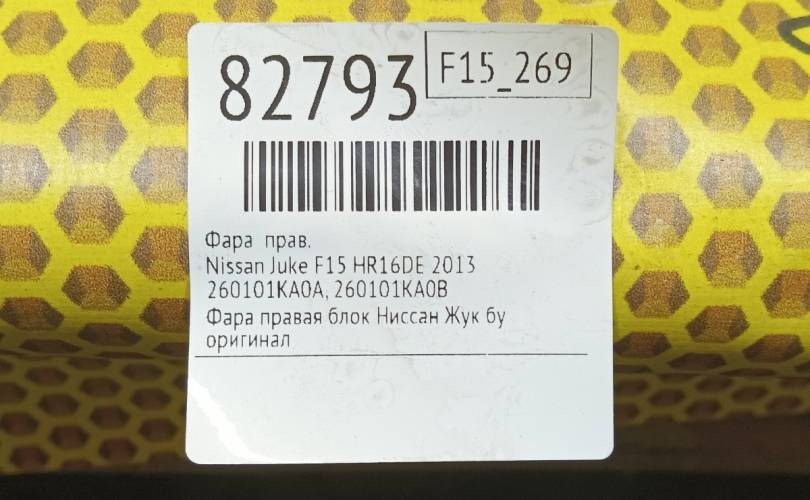 82793
F15_269
Фара прав.
Nissan Juke F15 HR16DE 2013
260101KA0A, 260101KA0B
Фара правая блок Ниссан Жук бу
оригинал